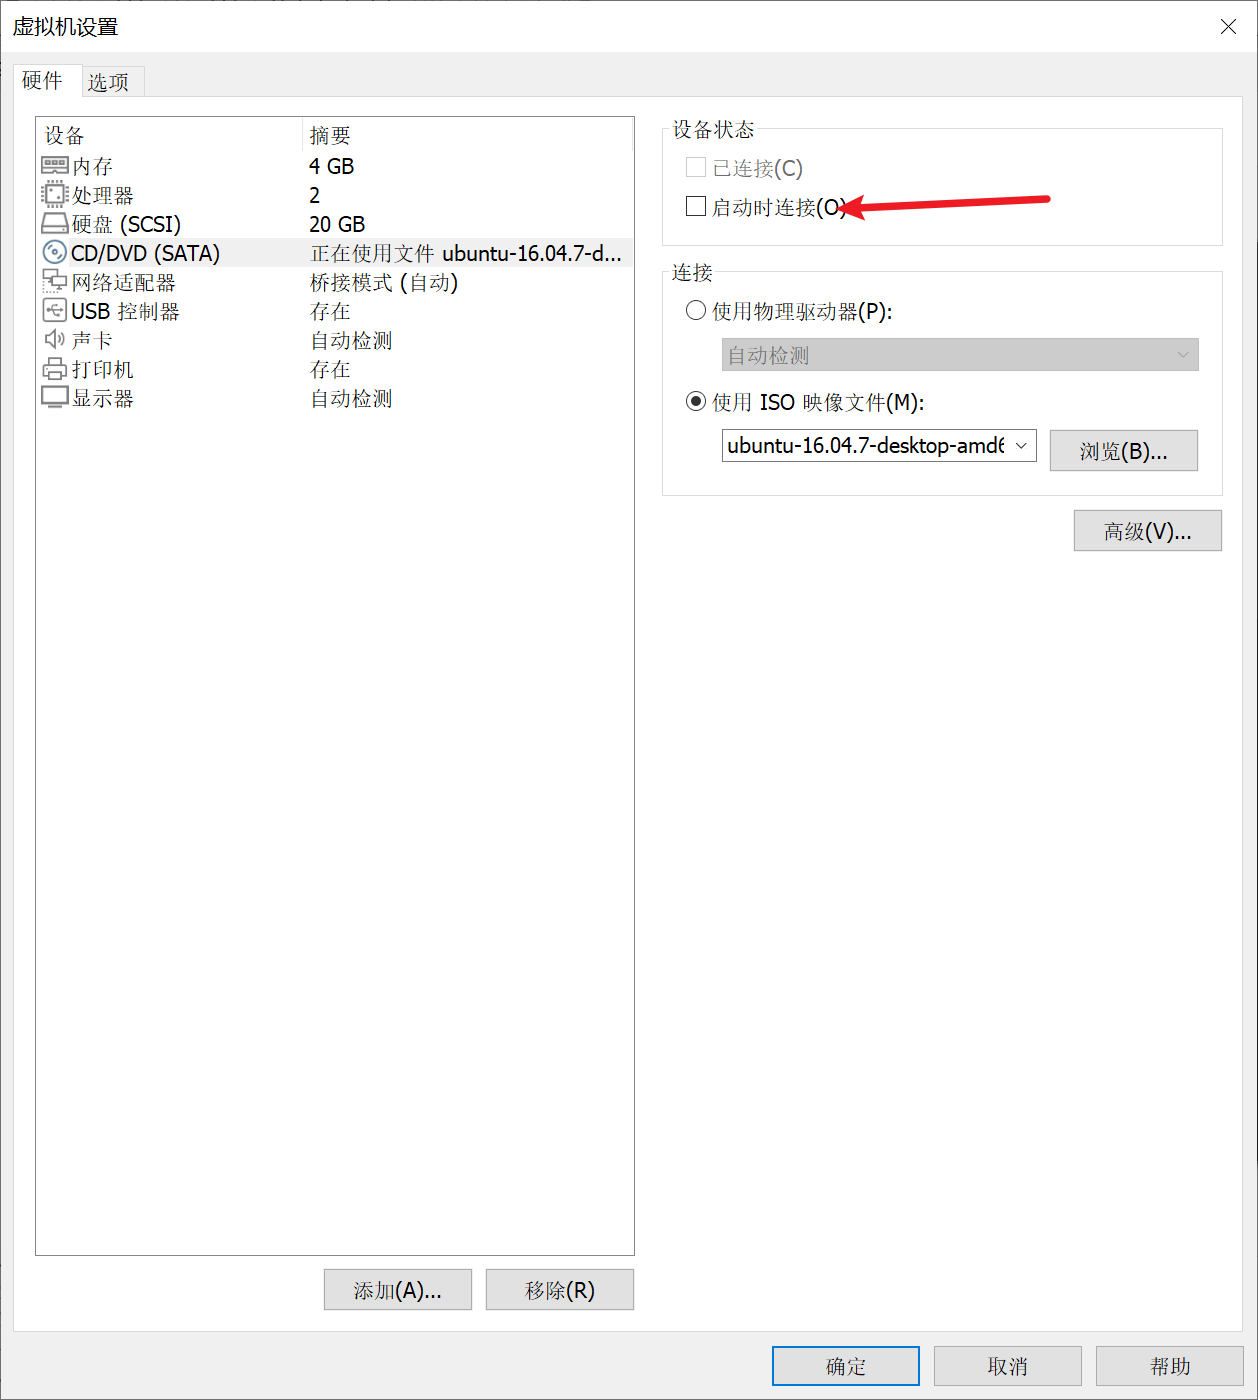 虚拟机设置
硬件 选项
设备 摘要
内存 4 GB
处理器 2
硬盘 (SCSI) 20 GB
CD/DVD (SATA) 正在使用文件 ubuntu-16.04.7-d...
网络适配器 桥接模式 (自动)
USB 控制器 存在
声卡 自动检测
打印机 存在
显示器 自动检测
添加(A)... 移除(R)
设备状态
已连接(C)
启动时连接(O)
连接
使用物理驱动器(P):
自动检测
使用 ISO 映像文件(M):
ubuntu-16.04.7-desktop-amd6 浏览(B)...
高级(V)...
确定 取消 帮助